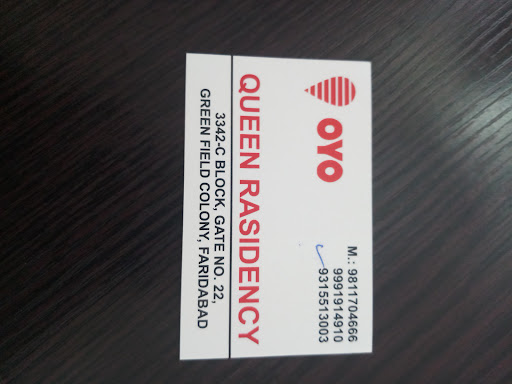 OYO
M.: 9811704666
9991914910
9315513003
QUEEN RASIDENCY
3342-C BLOCK, GATE NO. 22,
GREEN FIELD COLONY, FARIDABAD